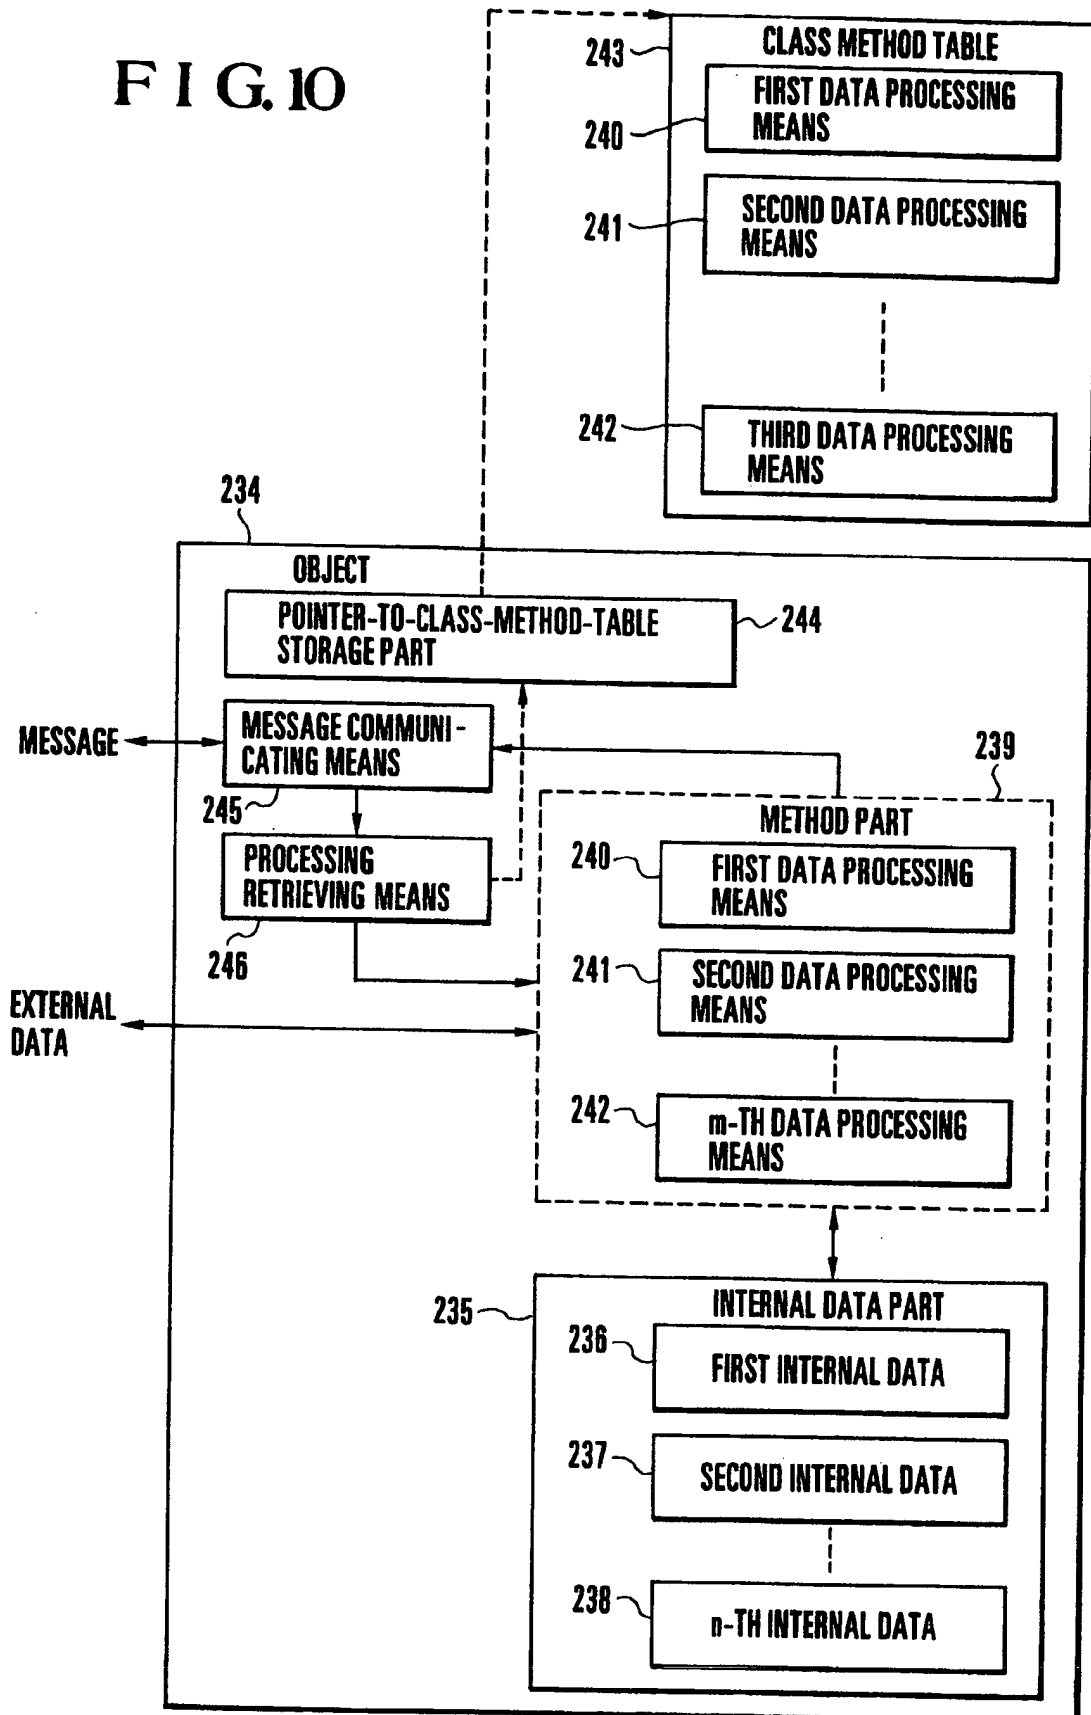 FIG.10
243
CLASS METHOD TABLE
240
FIRST DATA PROCESSING
MEANS
241
SECOND DATA PROCESSING
MEANS
242
THIRD DATA PROCESSING
MEANS
234
OBJECT
POINTER-TO-CLASS-METHOD-TABLE
STORAGE PART
244
MESSAGE
MESSAGE COMMUNI-
CATING MEANS
245
PROCESSING
RETRIEVING MEANS
246
239
METHOD PART
240
FIRST DATA PROCESSING
MEANS
241
SECOND DATA PROCESSING
MEANS
EXTERNAL
DATA
242
m-TH DATA PROCESSING
MEANS
235
INTERNAL DATA PART
236
FIRST INTERNAL DATA
237
SECOND INTERNAL DATA
238
n-TH INTERNAL DATA